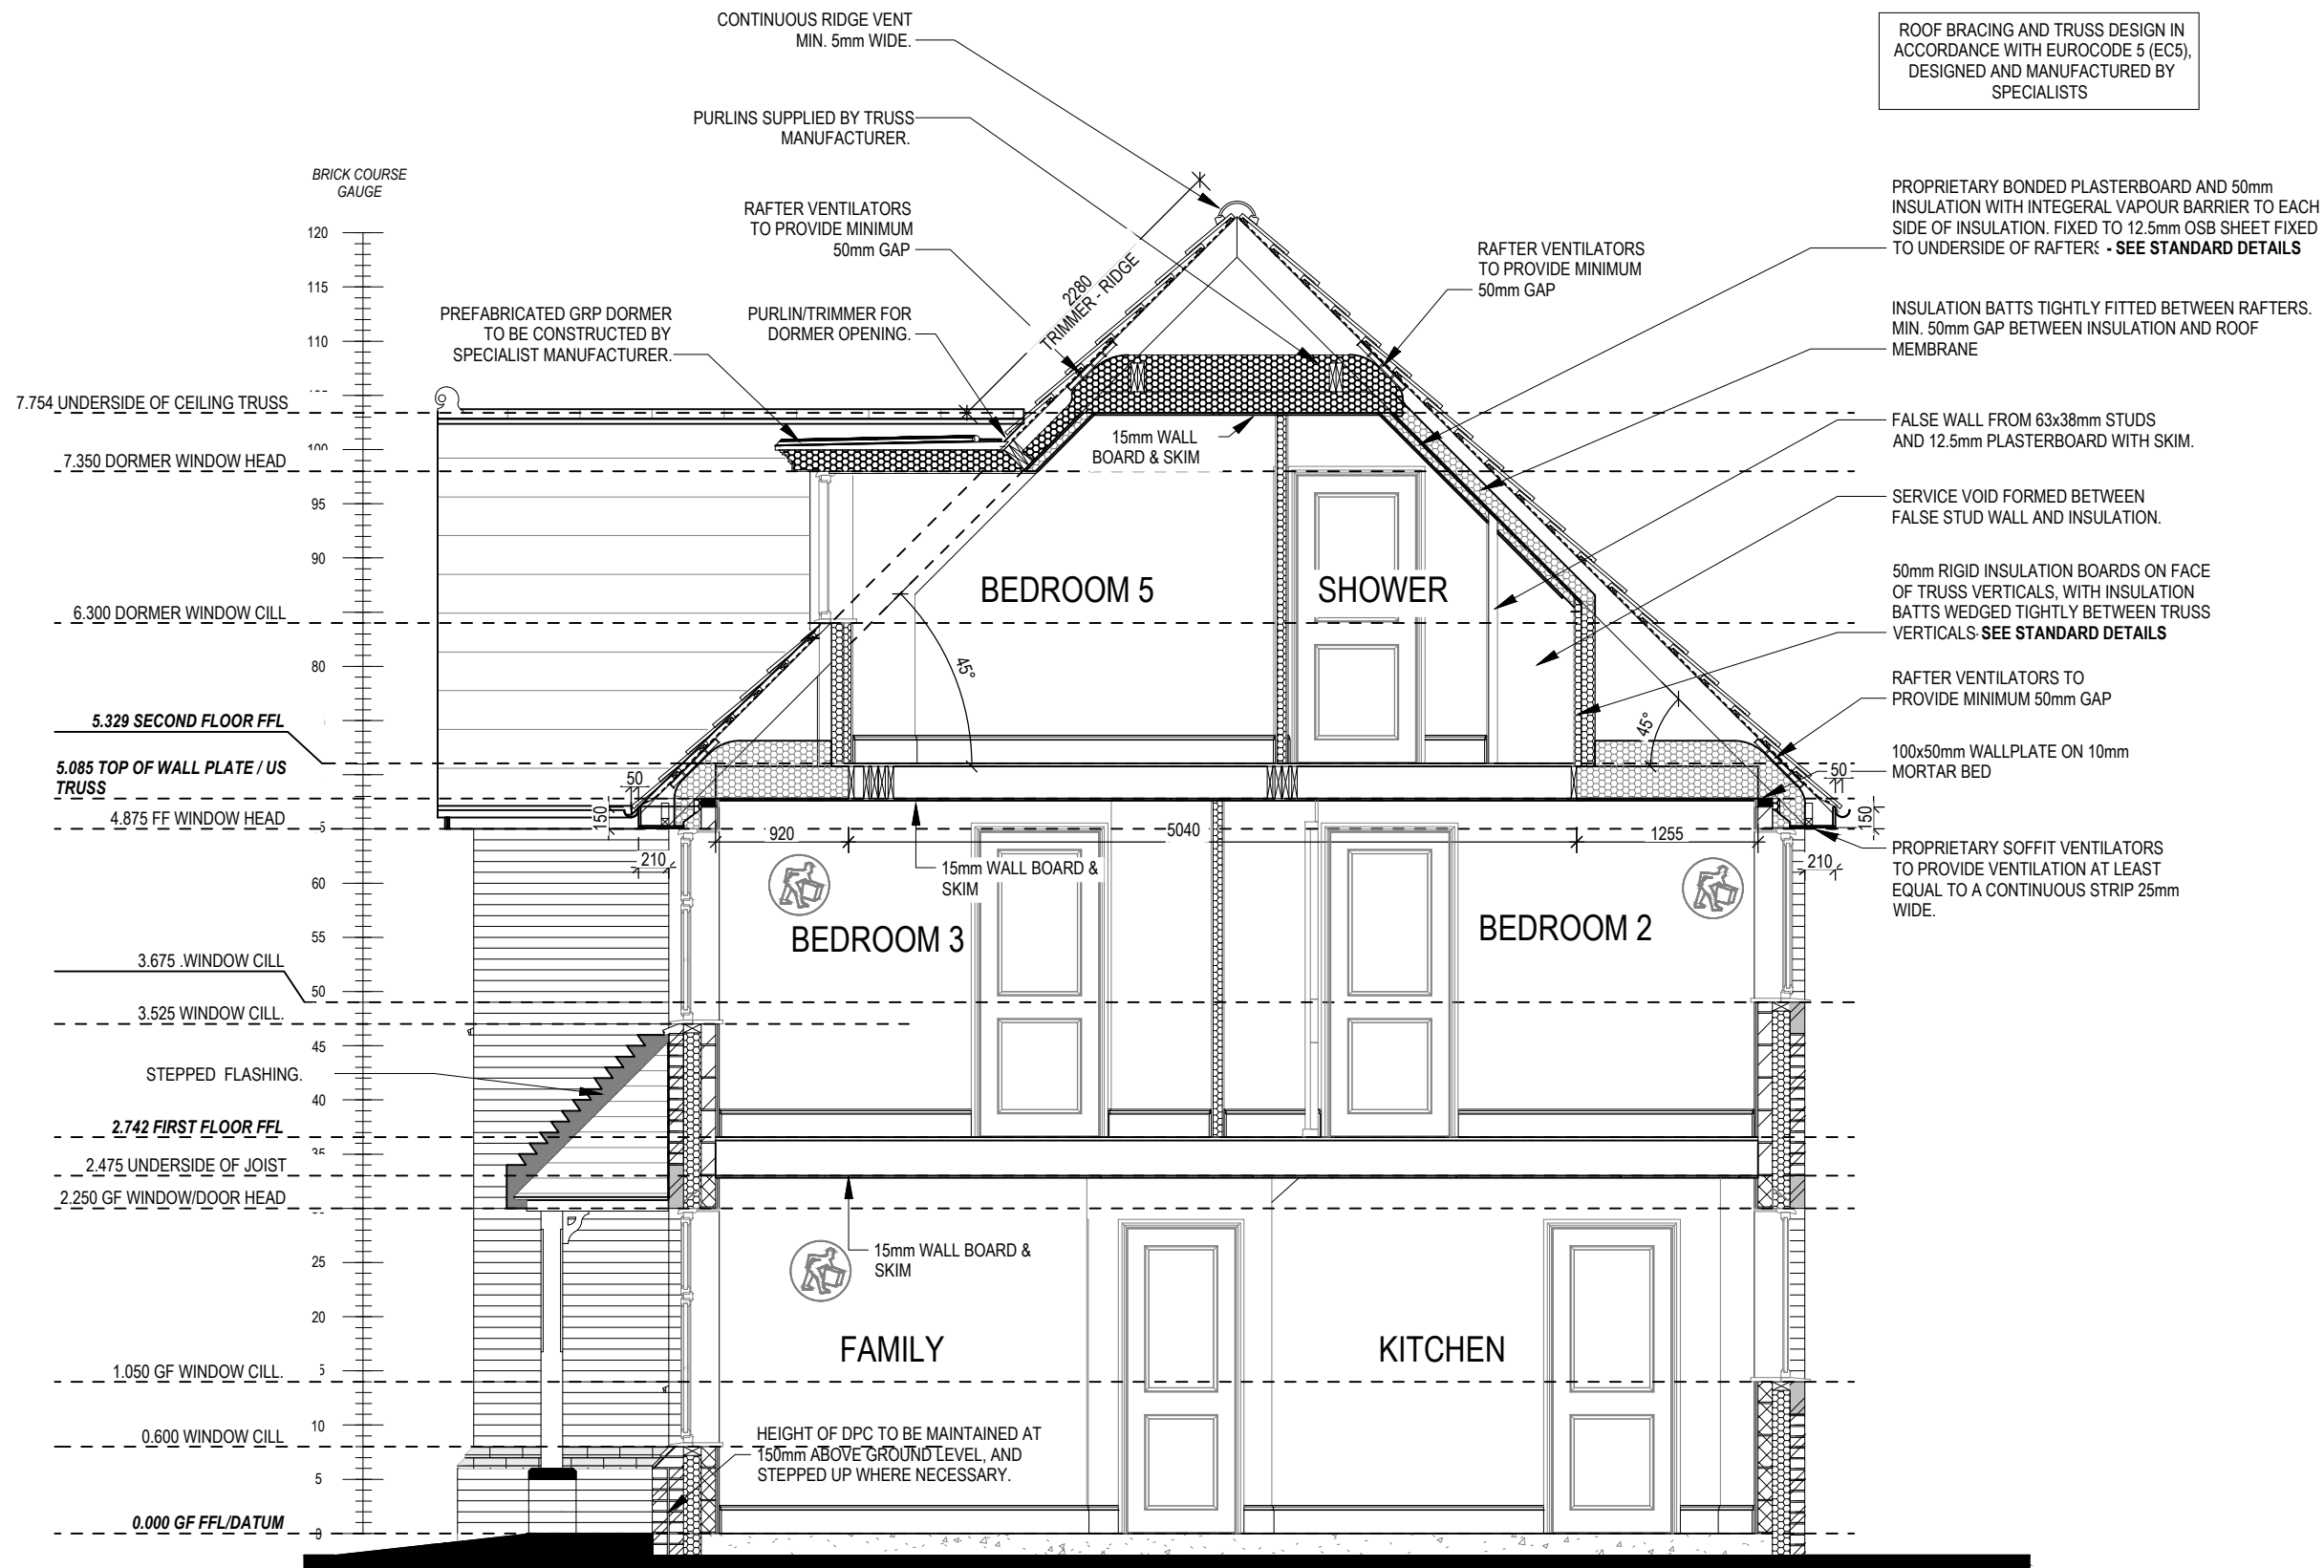 CONTINUOUS RIDGE VENT
MIN. 5mm WIDE.
ROOF BRACING AND TRUSS DESIGN IN
ACCORDANCE WITH EUROCODE 5 (EC5),
DESIGNED AND MANUFACTURED BY
SPECIALISTS
PURLINS SUPPLIED BY TRUSS
MANUFACTURER.
BRICK COURSE
GAUGE
RAFTER VENTILATORS
TO PROVIDE MINIMUM
50mm GAP
2280
TRIMMER - RIDGE
RAFTER VENTILATORS
TO PROVIDE MINIMUM
50mm GAP
PROPRIETARY BONDED PLASTERBOARD AND 50mm
INSULATION WITH INTEGERAL VAPOUR BARRIER TO EACH
SIDE OF INSULATION. FIXED TO 12.5mm OSB SHEET FIXED
TO UNDERSIDE OF RAFTERS - SEE STANDARD DETAILS
PREFABRICATED GRP DORMER
TO BE CONSTRUCTED BY
SPECIALIST MANUFACTURER.
PURLIN/TRIMMER FOR
DORMER OPENING.
INSULATION BATTS TIGHTLY FITTED BETWEEN RAFTERS.
MIN. 50mm GAP BETWEEN INSULATION AND ROOF
MEMBRANE
120
115
110
100
95
90
80
60
55
50
45
40
35
25
20
10
5
0
7.754 UNDERSIDE OF CEILING TRUSS
7.350 DORMER WINDOW HEAD
6.300 DORMER WINDOW CILL
5.329 SECOND FLOOR FFL
5.085 TOP OF WALL PLATE / US
TRUSS
4.875 FF WINDOW HEAD
3.675 .WINDOW CILL
3.525 WINDOW CILL.
STEPPED FLASHING.
2.742 FIRST FLOOR FFL
2.475 UNDERSIDE OF JOIST
2.250 GF WINDOW/DOOR HEAD
1.050 GF WINDOW CILL.
0.600 WINDOW CILL
0.000 GF FFL/DATUM
15mm WALL
BOARD & SKIM
FALSE WALL FROM 63x38mm STUDS
AND 12.5mm PLASTERBOARD WITH SKIM.
SERVICE VOID FORMED BETWEEN
FALSE STUD WALL AND INSULATION.
BEDROOM 5
SHOWER
50mm RIGID INSULATION BOARDS ON FACE
OF TRUSS VERTICALS, WITH INSULATION
BATTS WEDGED TIGHTLY BETWEEN TRUSS
VERTICALS- SEE STANDARD DETAILS
45°
45°
RAFTER VENTILATORS TO
PROVIDE MINIMUM 50mm GAP
100x50mm WALLPLATE ON 10mm
MORTAR BED
50
150
210
50
150
210
920
5040
1255
15mm WALL BOARD &
SKIM
PROPRIETARY SOFFIT VENTILATORS
TO PROVIDE VENTILATION AT LEAST
EQUAL TO A CONTINUOUS STRIP 25mm
WIDE.
BEDROOM 3
BEDROOM 2
15mm WALL BOARD &
SKIM
FAMILY
KITCHEN
HEIGHT OF DPC TO BE MAINTAINED AT
150mm ABOVE GROUND LEVEL, AND
STEPPED UP WHERE NECESSARY.